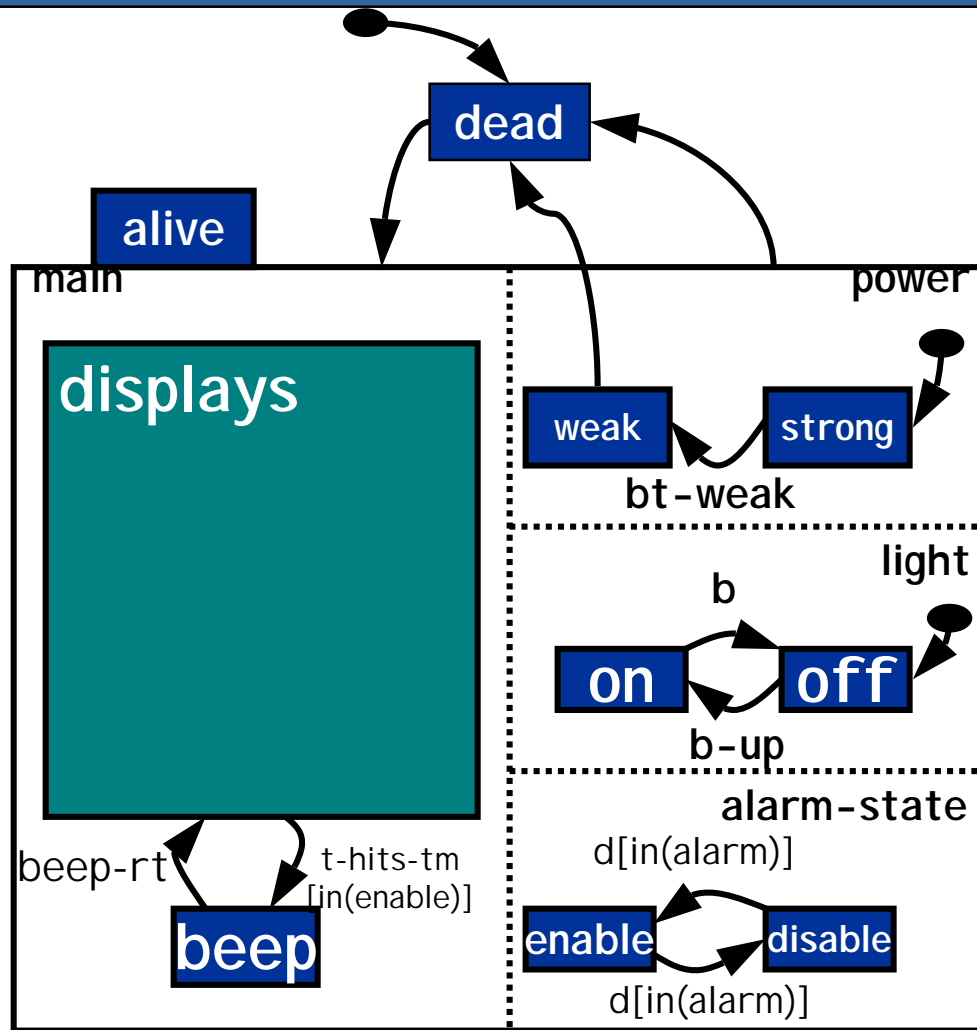 dead
alive
main
power
displays
weak
strong
bt-weak
light
b
on
off
b-up
alarm-state
d[in(alarm)]
beep-rt
t-hits-tm
[in(enable)]
beep
enable
disable
d[in(alarm)]